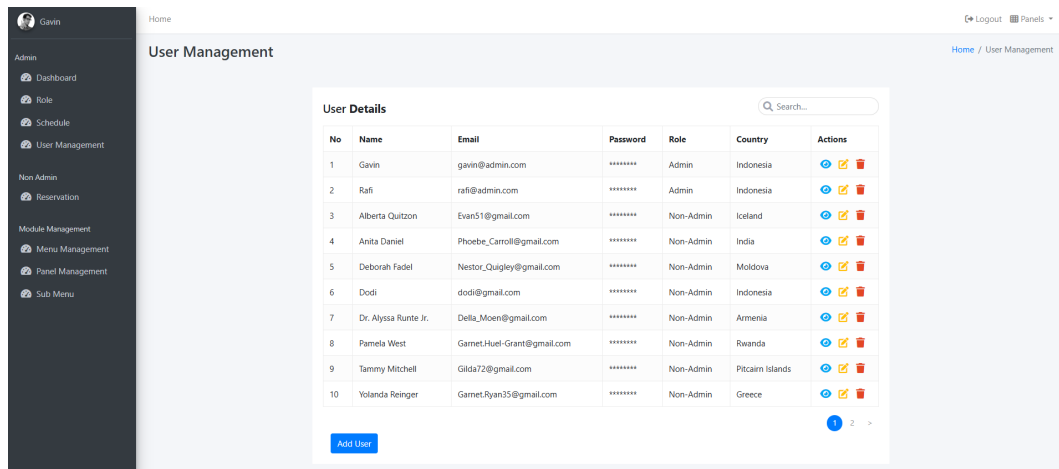 Gavin
Home
Logout
Panels
Admin
Dashboard
Role
Schedule
User Management
Non Admin
Reservation
Module Management
Menu Management
Panel Management
Sub Menu
User Management
Home / User Management
User Details
Search...
No Name Email Password Role Country Actions
1 Gavin gavin@admin.com ******** Admin Indonesia
2 Rafi rafi@admin.com ******** Admin Indonesia
3 Alberta Quitzon Evan51@gmail.com ******** Non-Admin Iceland
4 Anita Daniel Phoebe_Carroll@gmail.com ******** Non-Admin India
5 Deborah Fadel Nestor_Quigley@gmail.com ******** Non-Admin Moldova
6 Dodi dodi@gmail.com ******** Non-Admin Indonesia
7 Dr. Alyssa Runte Jr. Della_Moen@gmail.com ******** Non-Admin Armenia
8 Pamela West Garnet.Huel-Grant@gmail.com ******** Non-Admin Rwanda
9 Tammy Mitchell Gilda72@gmail.com ******** Non-Admin Pitcairn Islands
10 Yolanda Reinger Garnet.Ryan35@gmail.com ******** Non-Admin Greece
1 2 >
Add User